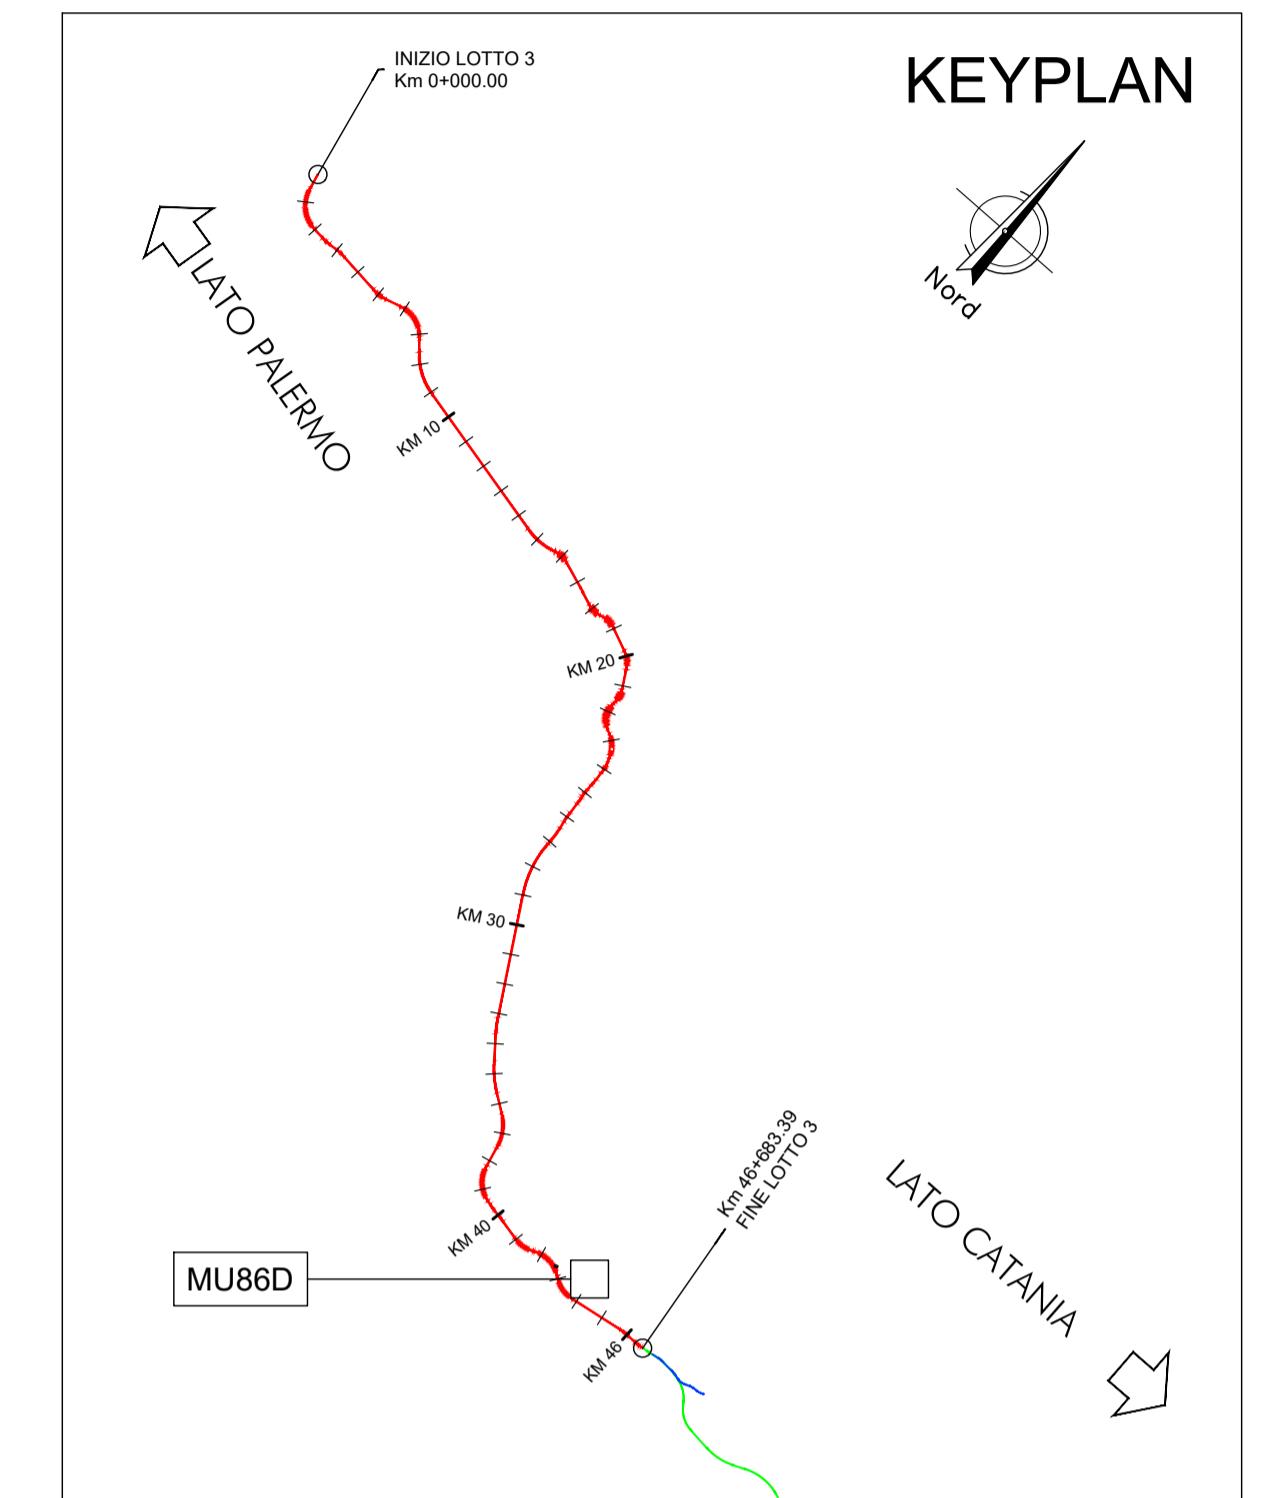 INIZIO LOTTO 3
Km 0+000.00
KEYPLAN
Nord
LATO PALERMO
KM 10
KM 20
KM 30
Km 46+683.39
FINE LOTTO 3
LATO CATANIA
KM 40
MU86D
KM 46